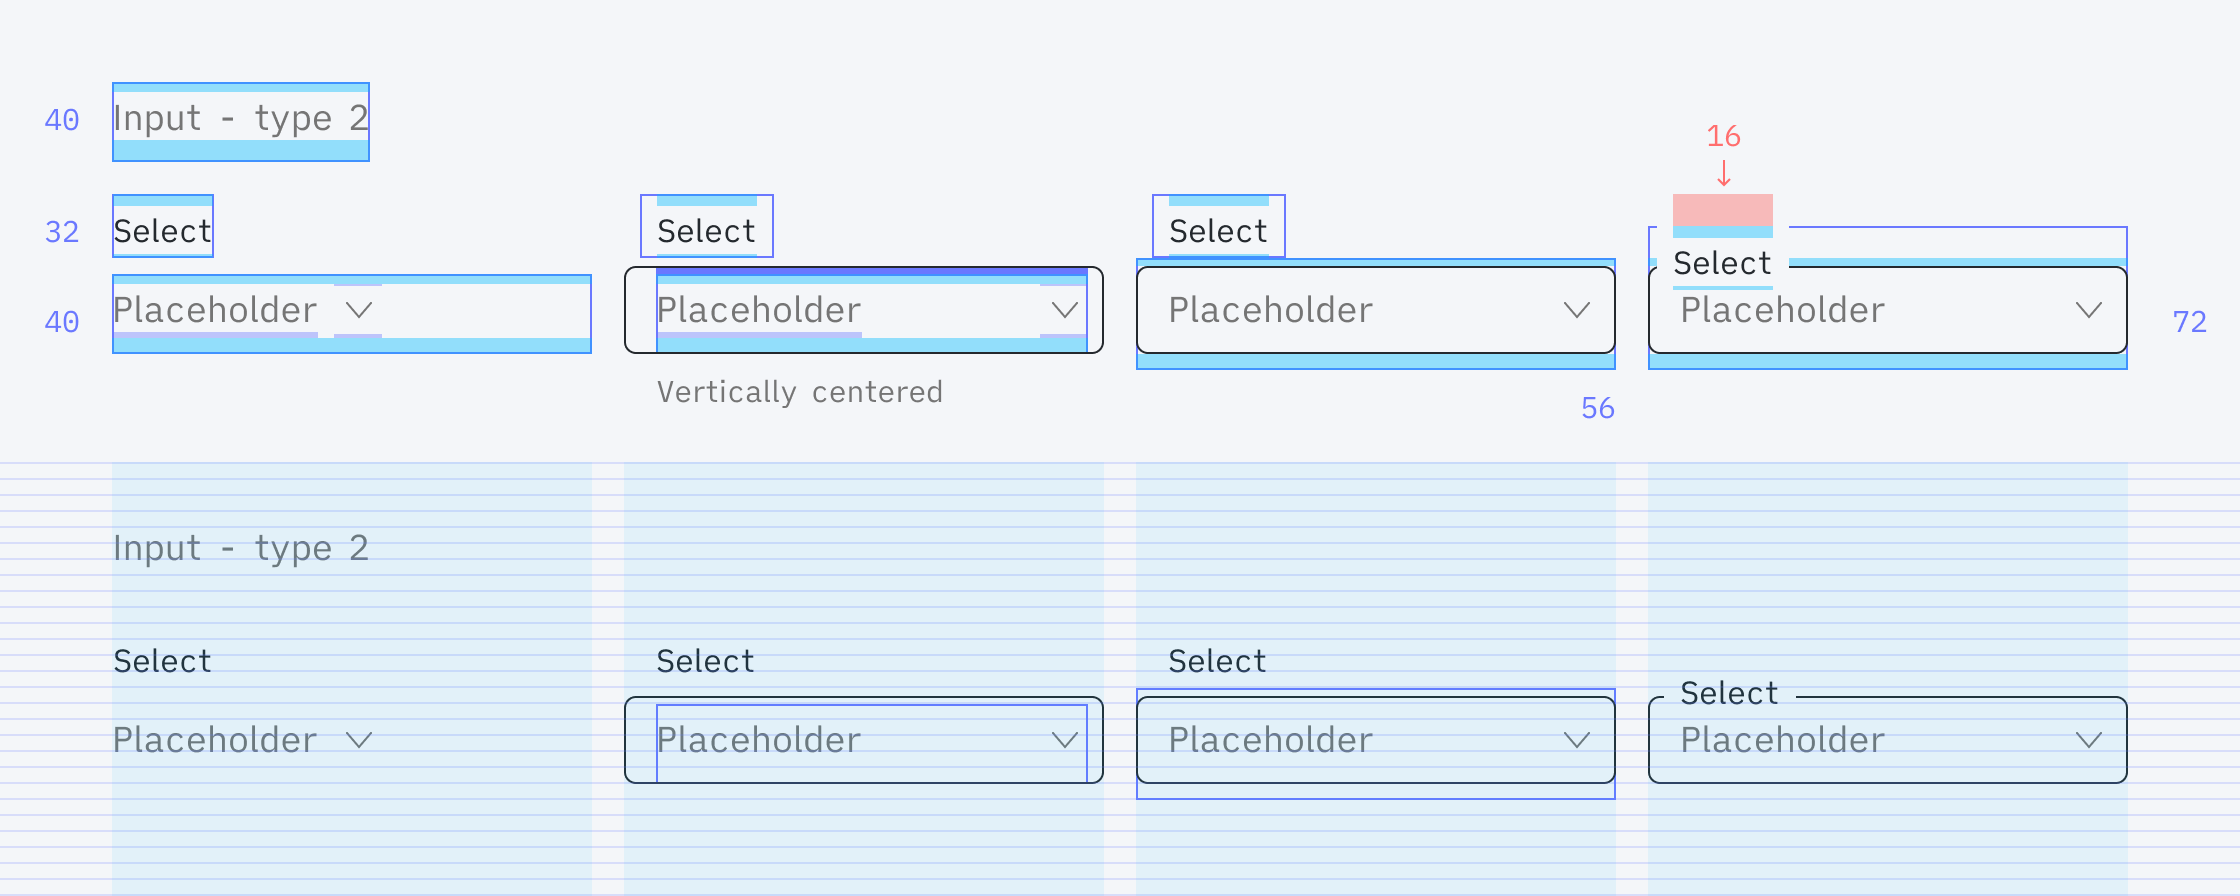 40 Input - type 2
16
↓
32 Select Select Select Select
40 Placeholder Placeholder Placeholder Placeholder 72
Vertically centered
56
Input - type 2
Select Select Select Select
Placeholder Placeholder Placeholder Placeholder